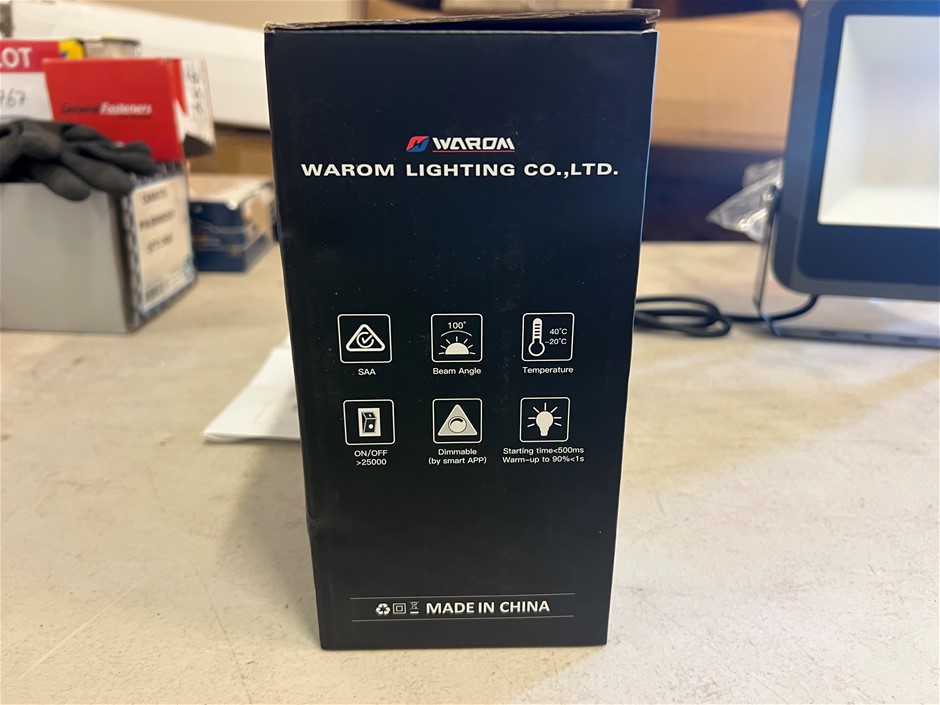 WAROM
WAROM LIGHTING CO.,LTD.
100°
40°C
-20°C
SAA
Beam Angle
Temperature
ON/OFF
>25000
Dimmable
(by smart APP)
Starting time<500ms
Warm-up to 90%<1s
MADE IN CHINA
LOT
General Fasteners